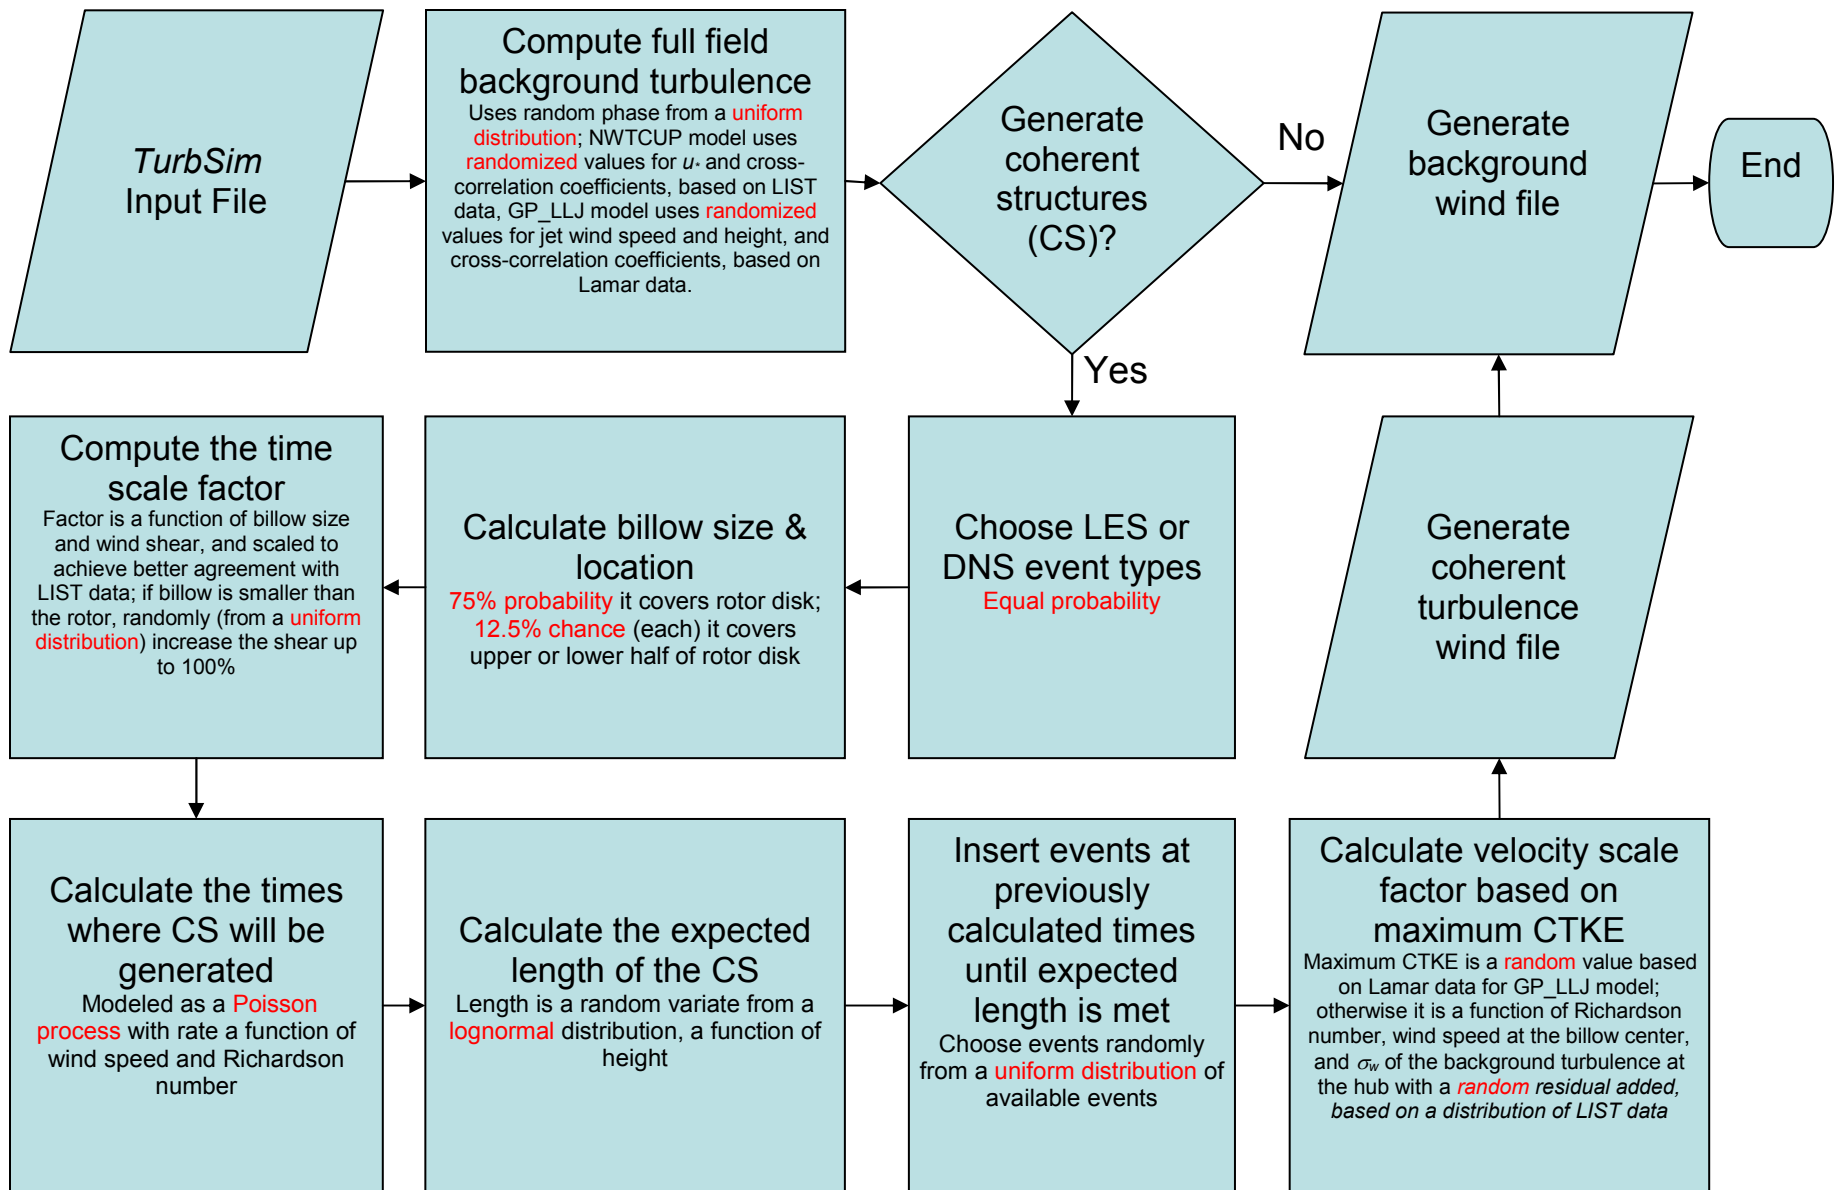 TurbSim
Input File
Compute full field
background turbulence
Uses random phase from a uniform
distribution; NWTCUP model uses
randomized values for u* and cross-
correlation coefficients, based on LIST
data, GP_LLJ model uses randomized
values for jet wind speed and height, and
cross-correlation coefficients, based on
Lamar data.
Generate
coherent
structures
(CS)?
No
Generate
background
wind file
End
Yes
Compute the time
scale factor
Factor is a function of billow size
and wind shear, and scaled to
achieve better agreement with
LIST data; if billow is smaller than
the rotor, randomly (from a uniform
distribution) increase the shear up
to 100%
Calculate billow size &
location
75% probability it covers rotor disk;
12.5% chance (each) it covers
upper or lower half of rotor disk
Choose LES or
DNS event types
Equal probability
Generate
coherent
turbulence
wind file
Calculate the times
where CS will be
generated
Modeled as a Poisson
process with rate a function of
wind speed and Richardson
number
Calculate the expected
length of the CS
Length is a random variate from a
lognormal distribution, a function of
height
Insert events at
previously
calculated times
until expected
length is met
Choose events randomly
from a uniform distribution of
available events
Calculate velocity scale
factor based on
maximum CTKE
Maximum CTKE is a random value based
on Lamar data for GP_LLJ model;
otherwise it is a function of Richardson
number, wind speed at the billow center,
and σw of the background turbulence at
the hub with a random residual added,
based on a distribution of LIST data